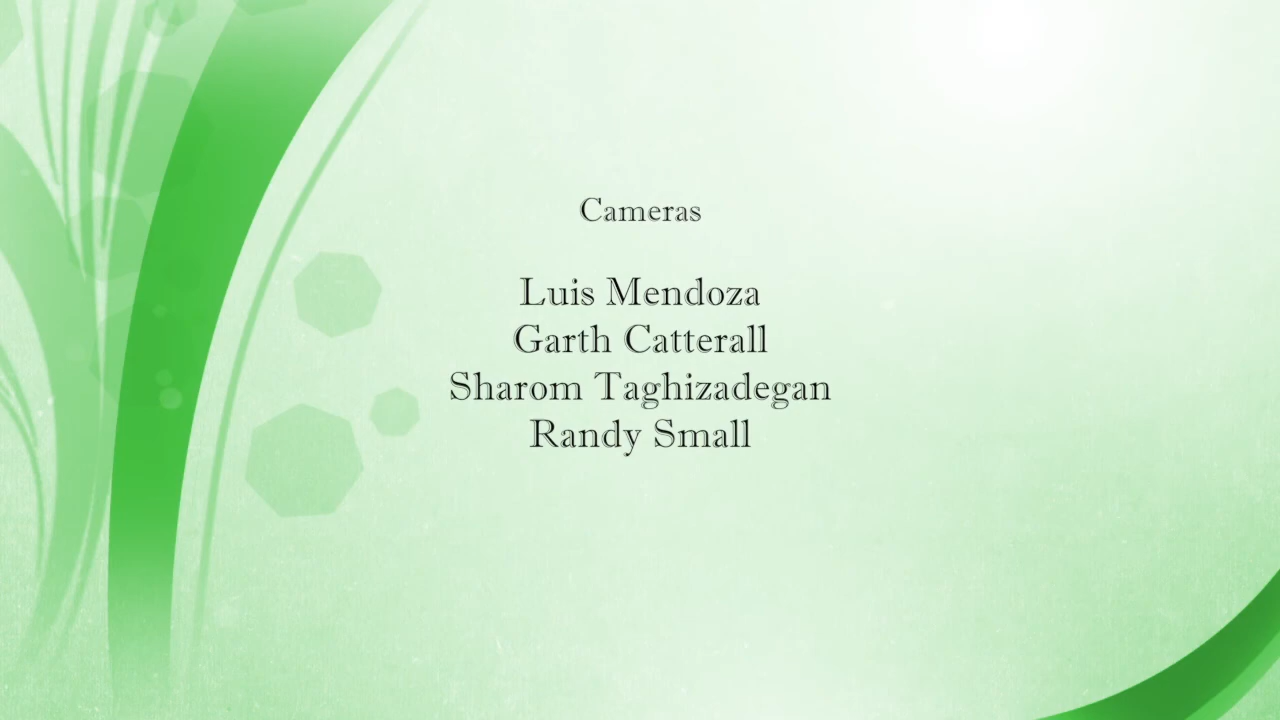 Cameras
Luis Mendoza
Garth Catterall
Sharom Taghizadegan
Randy Small